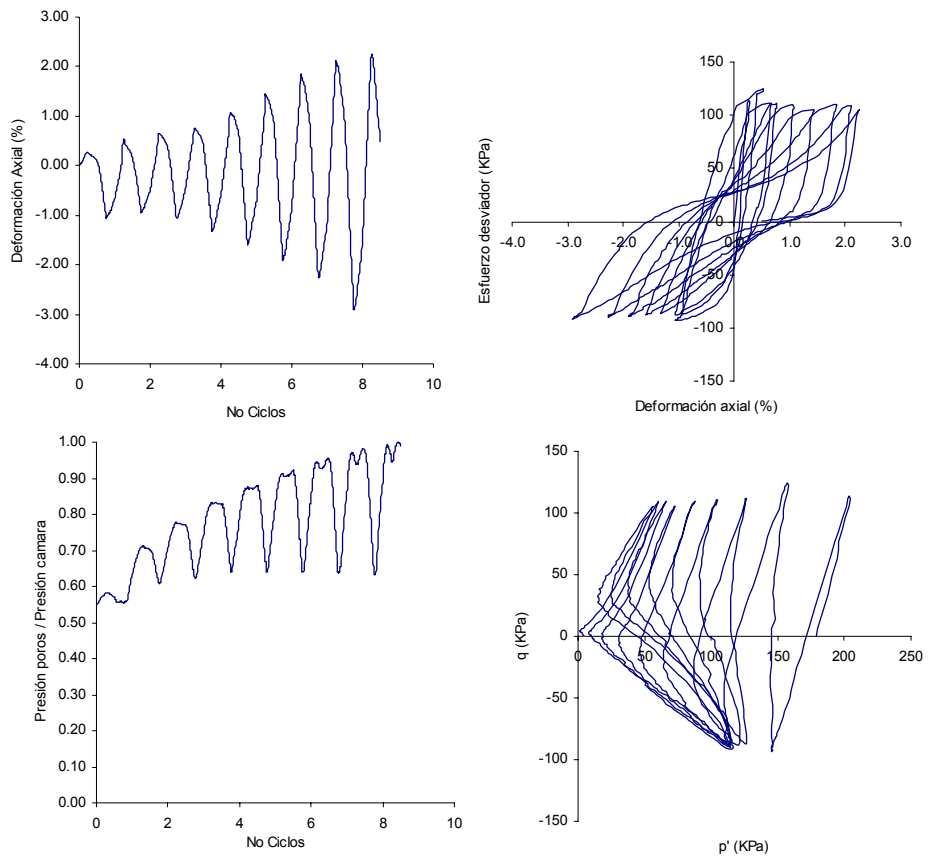 3.00
2.00
1.00
0.00
-1.00
-2.00
-3.00
-4.00
0 2 4 6 8 10
Deformación Axial (%)
No Ciclos
150
100
50
0
-50
-100
-150
-4.0 -3.0 -2.0 -1.0 0.0 1.0 2.0 3.0
Esfuerzo desviador (KPa)
Deformación axial (%)
1.00
0.90
0.80
0.70
0.60
0.50
0.40
0.30
0.20
0.10
0.00
0 2 4 6 8 10
Presión poros / Presión camara
No Ciclos
150
100
50
0
-50
-100
-150
0 50 100 150 200 250
q (KPa)
p' (KPa)